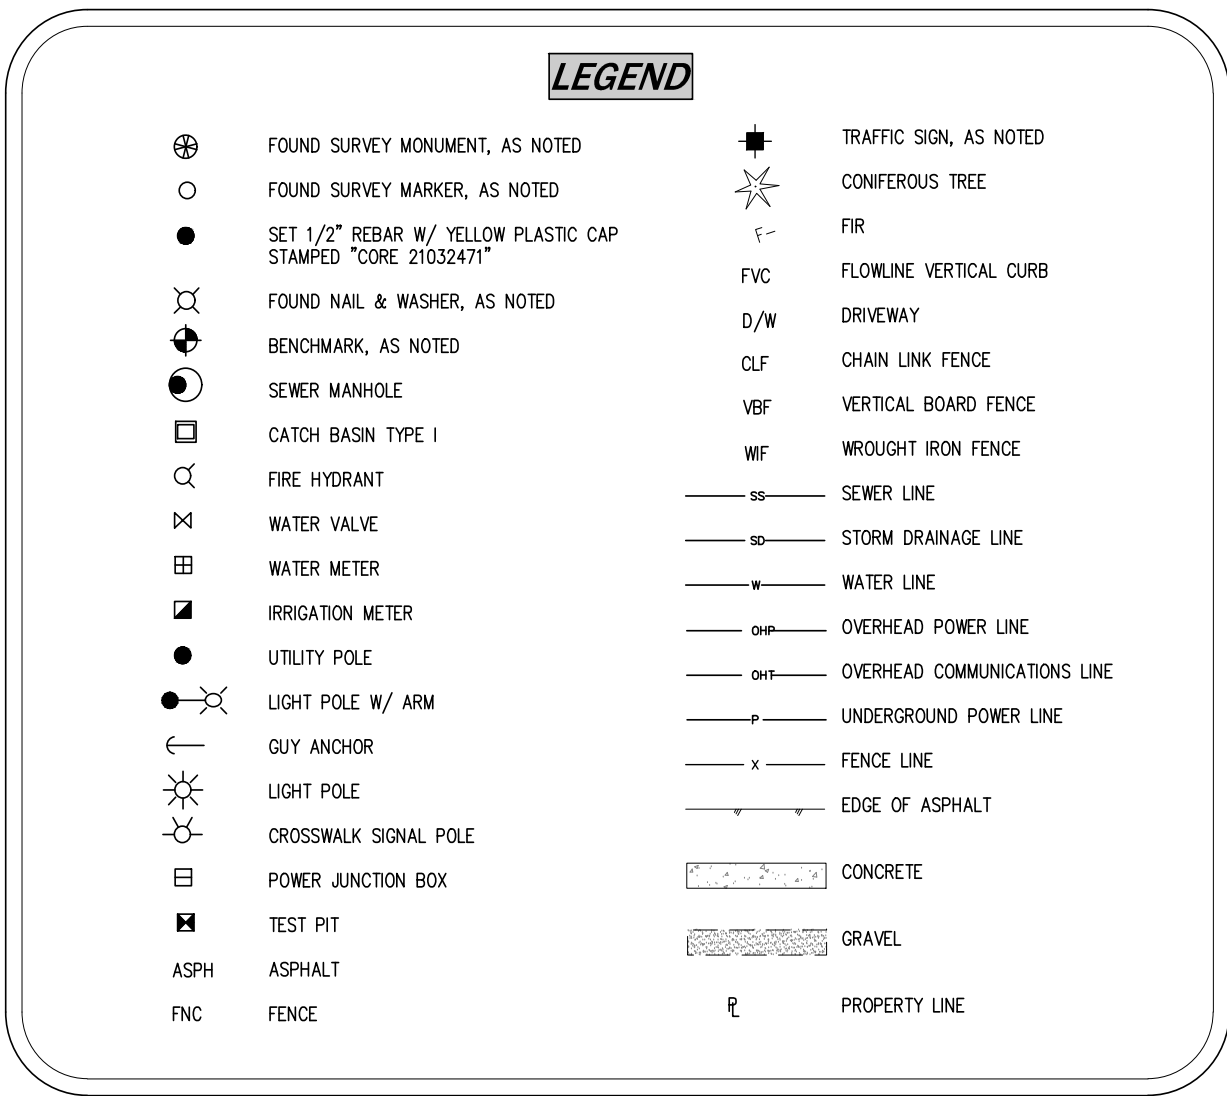 LEGEND
FOUND SURVEY MONUMENT, AS NOTED
FOUND SURVEY MARKER, AS NOTED
SET 1/2" REBAR W/ YELLOW PLASTIC CAP
STAMPED "CORE 21032471"
FOUND NAIL & WASHER, AS NOTED
BENCHMARK, AS NOTED
SEWER MANHOLE
CATCH BASIN TYPE I
FIRE HYDRANT
WATER VALVE
WATER METER
IRRIGATION METER
UTILITY POLE
LIGHT POLE W/ ARM
GUY ANCHOR
LIGHT POLE
CROSSWALK SIGNAL POLE
POWER JUNCTION BOX
TEST PIT
ASPH ASPHALT
FNC FENCE
TRAFFIC SIGN, AS NOTED
CONIFEROUS TREE
F- FIR
FVC FLOWLINE VERTICAL CURB
D/W DRIVEWAY
CLF CHAIN LINK FENCE
VBF VERTICAL BOARD FENCE
WIF WROUGHT IRON FENCE
SS SEWER LINE
SD STORM DRAINAGE LINE
W WATER LINE
OHP OVERHEAD POWER LINE
OHT OVERHEAD COMMUNICATIONS LINE
P UNDERGROUND POWER LINE
X FENCE LINE
EDGE OF ASPHALT
CONCRETE
GRAVEL
PL PROPERTY LINE